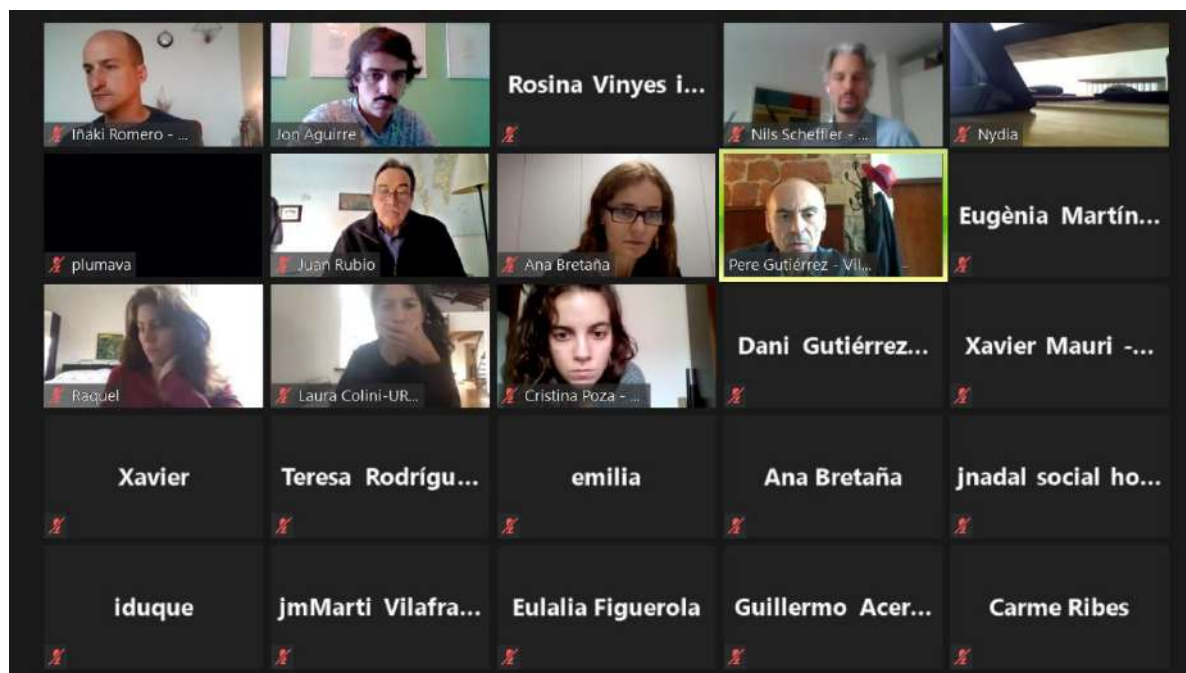 Iñaki Romero - ...
Jon Aguirre
Rosina Vinyes i...
Nils Scheffler - ...
Nydia
plumava
Juan Rubio
Ana Bretaña
Pere Gutiérrez - Vil...
Eugènia Martín...
Raquel
Laura Colini-UR...
Cristina Poza - ...
Dani Gutiérrez...
Xavier Mauri -...
Xavier
Teresa Rodrígu...
emilia
Ana Bretaña
jnadal social ho...
iduque
jmMarti Vilafra...
Eulalia Figuerola
Guillermo Acer...
Carme Ribes